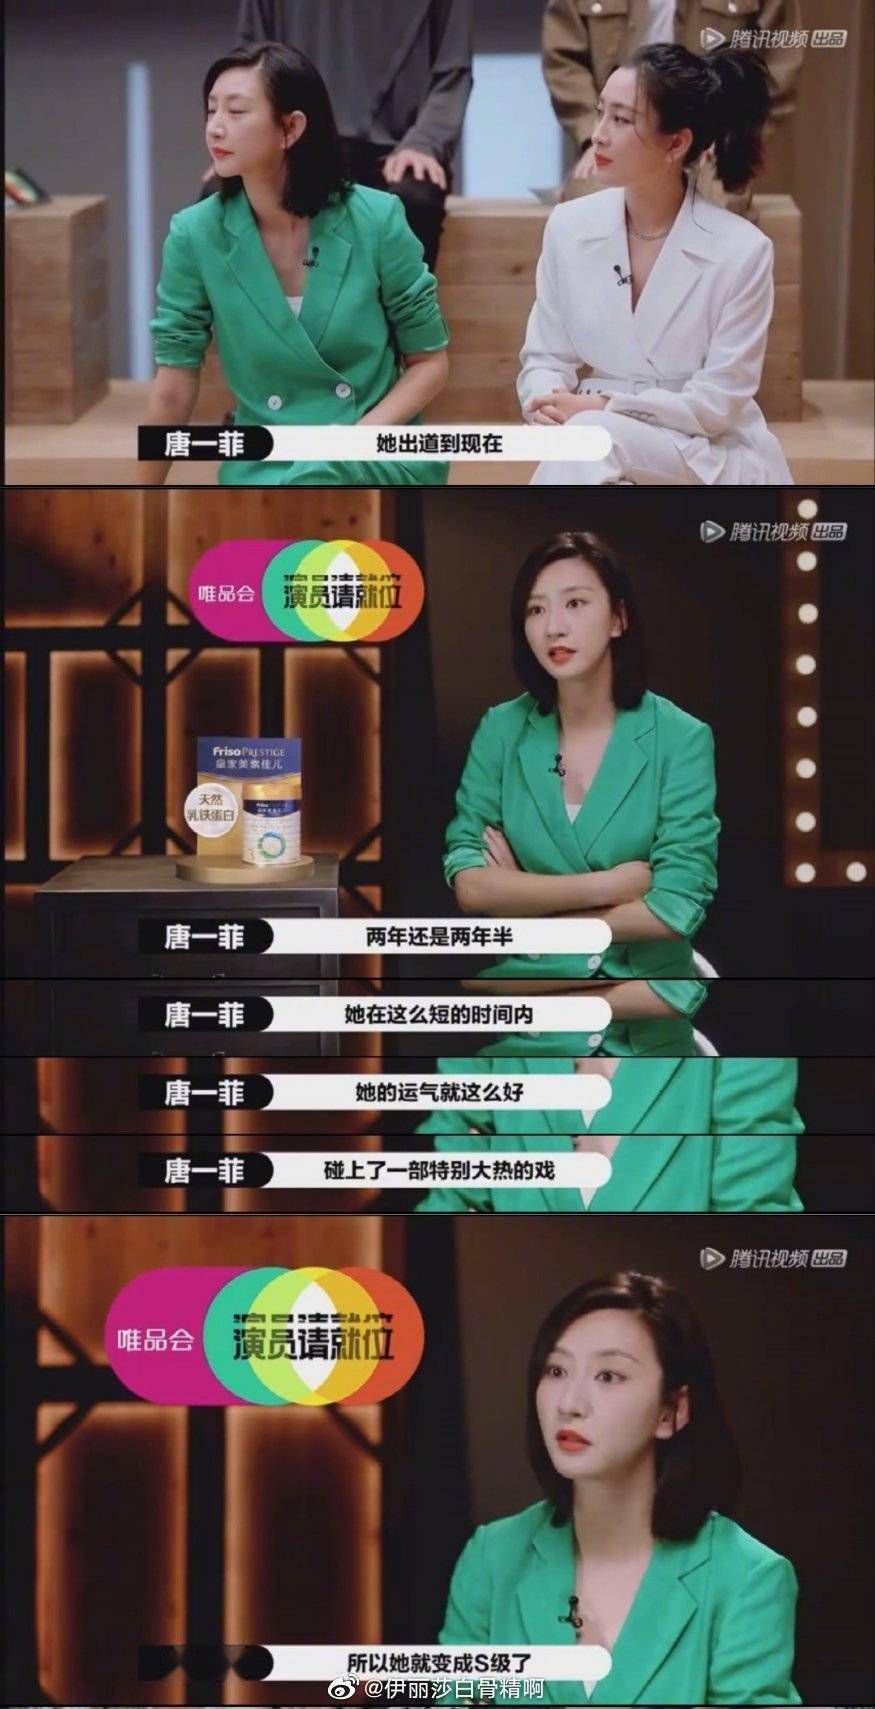 腾讯视频 出品
唐一菲 她出道到现在
腾讯视频 出品
唯品会 演员请就位
Friso PRESTIGE
皇家美素佳儿
天然
乳铁蛋白
唐一菲 两年还是两年半
唐一菲 她在这么短的时间内
唐一菲 她的运气就这么好
唐一菲 碰上了一部特别大热的戏
腾讯视频 出品
唯品会 演员请就位
所以她就变成S级了
@伊丽莎白骨精啊